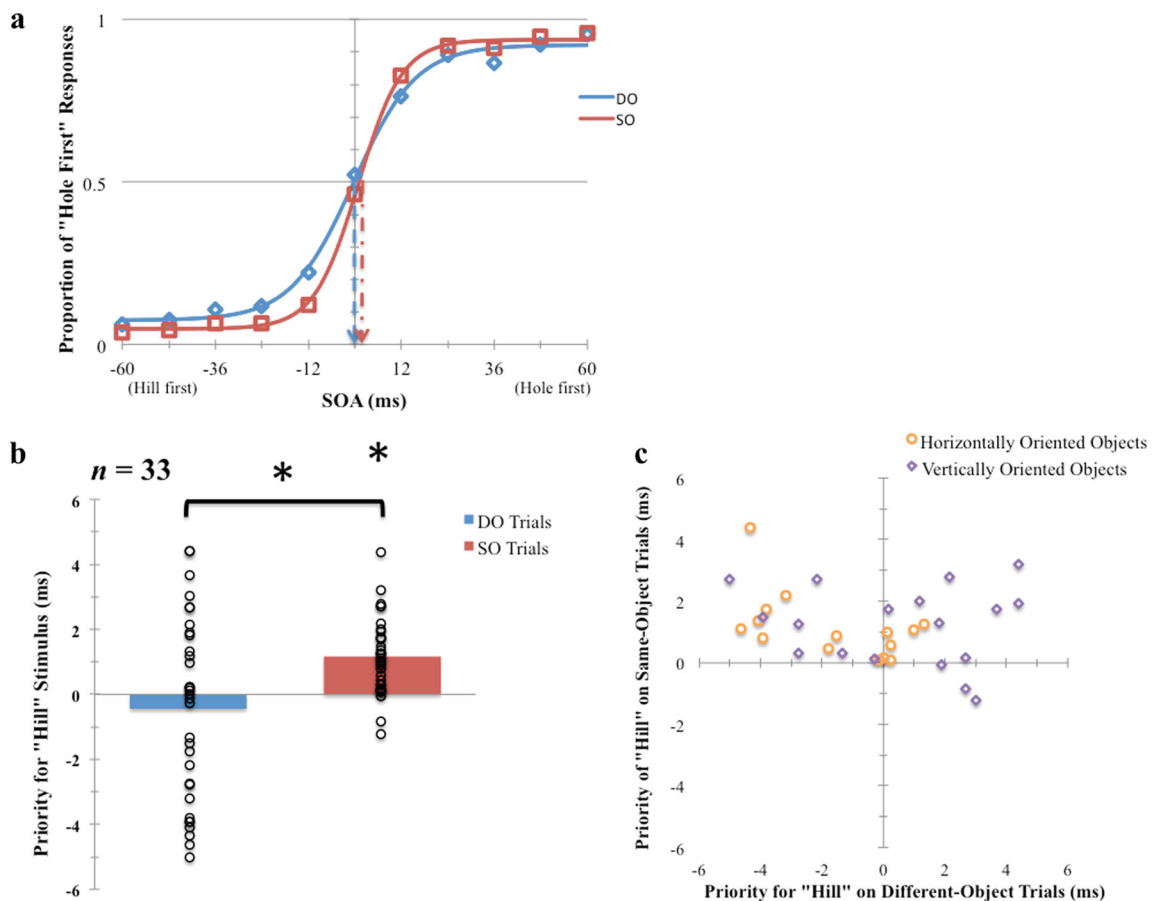 a
Proportion of "Hole First" Responses
1
0.5
0
-60
-36
-12
12
36
60
(Hill first)
(Hole first)
SOA (ms)
DO
SO
b
n = 33
*
*
Priority for "Hill" Stimulus (ms)
6
4
2
0
-2
-4
-6
DO Trials
SO Trials
c
Horizontally Oriented Objects
Vertically Oriented Objects
Priority of "Hill" on Same-Object Trials (ms)
6
4
2
0
-2
-4
-6
-6
-4
-2
0
2
4
6
Priority for "Hill" on Different-Object Trials (ms)